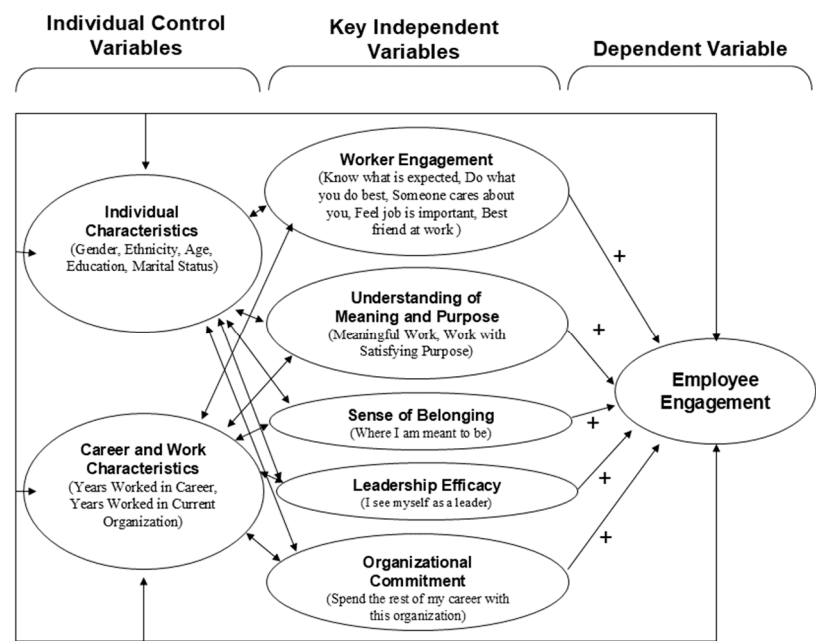 Individual Control
Variables
Key Independent
Variables
Dependent Variable
Worker Engagement
(Know what is expected, Do what
you do best, Someone cares about
you, Feel job is important, Best
friend at work )
Individual
Characteristics
(Gender, Ethnicity, Age,
Education, Marital Status)
+
Understanding of
Meaning and Purpose
(Meaningful Work, Work with
Satisfying Purpose)
+
Employee
Engagement
Sense of Belonging
(Where I am meant to be)
+
Career and Work
Characteristics
(Years Worked in Career,
Years Worked in Current
Organization)
Leadership Efficacy
(I see myself as a leader)
+
Organizational
Commitment
(Spend the rest of my career with
this organization)
+